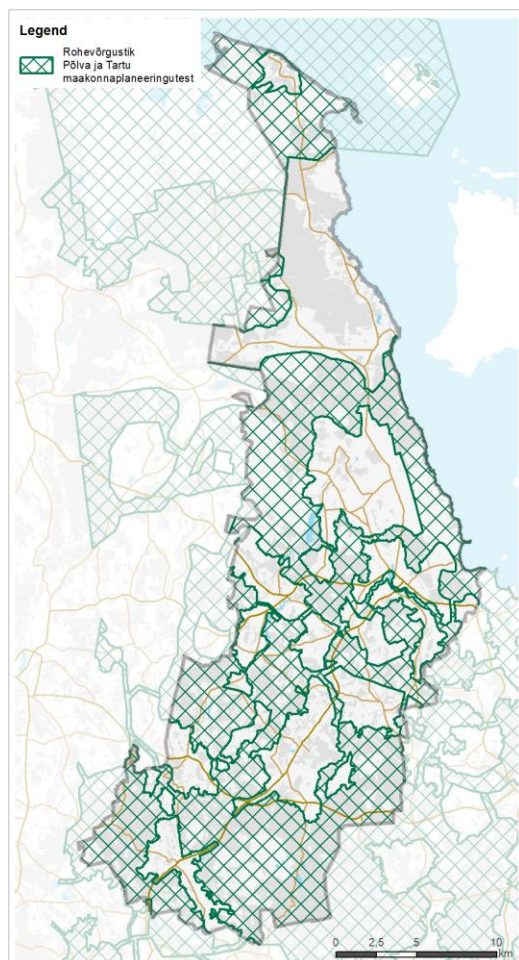 Legend
Rohevõrgustik
Põlva ja Tartu
maakonnaplaneeringutest
0 2,5 5 10
km